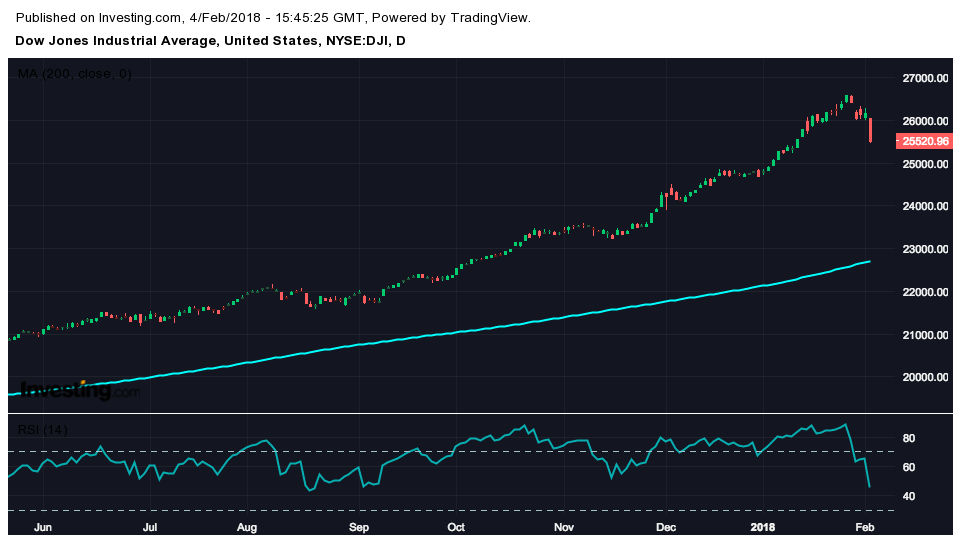 Published on Investing.com, 4/Feb/2018 - 15:45:25 GMT, Powered by TradingView.
Dow Jones Industrial Average, United States, NYSE:DJI, D
MA (200, close, 0)
27000.00
26000.00
25520.96
25000.00
24000.00
23000.00
22000.00
21000.00
20000.00
Investing.com
RSI (14)
80
60
40
Jun Jul Aug Sep Oct Nov Dec 2018 Feb